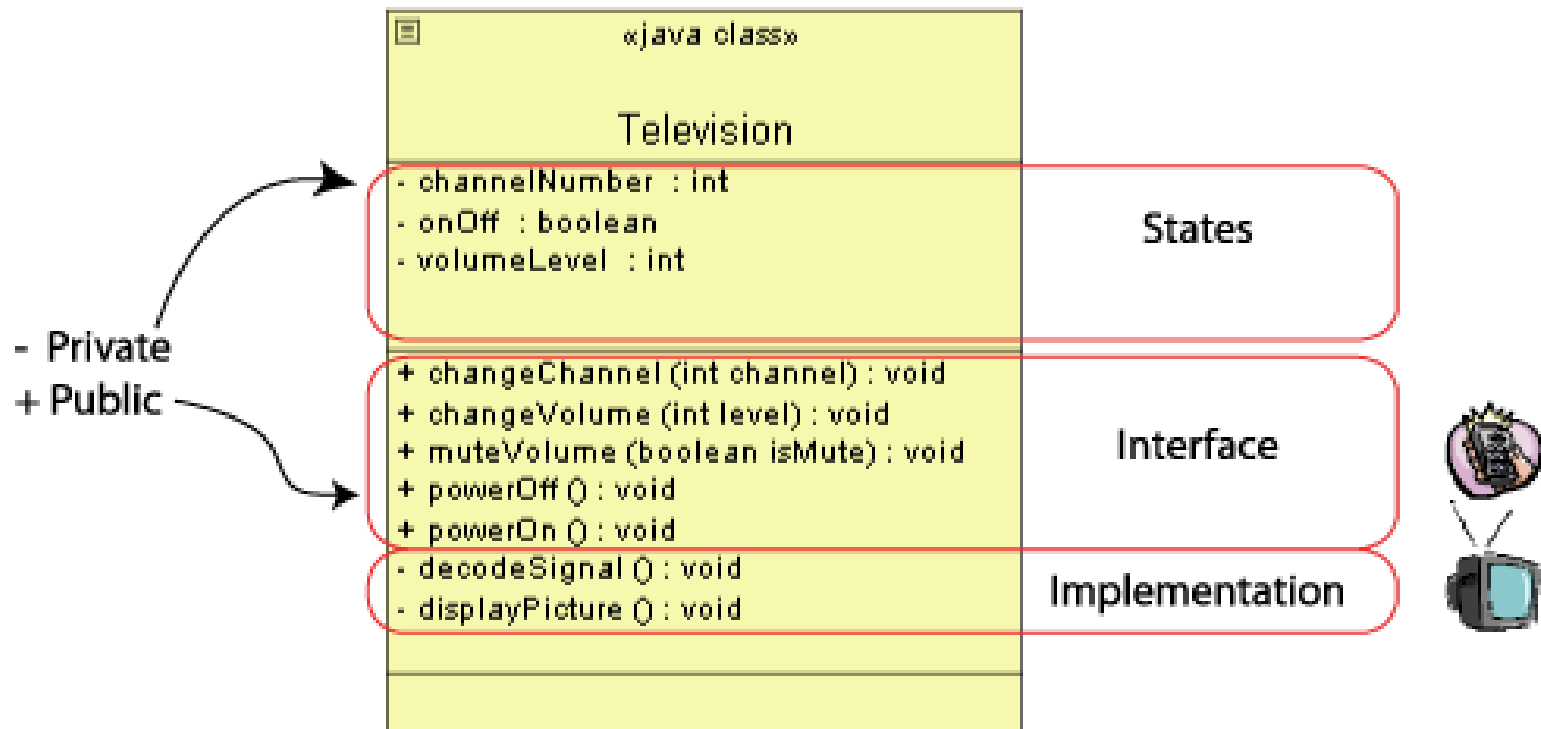 «java class»
Television
- channelNumber : int
- onOff : boolean
- volumeLevel : int
States
- Private
+ Public
+ changeChannel (int channel) : void
+ changeVolume (int level) : void
+ muteVolume (boolean isMute) : void
+ powerOff () : void
+ powerOn () : void
Interface
- decodeSignal () : void
- displayPicture () : void
Implementation